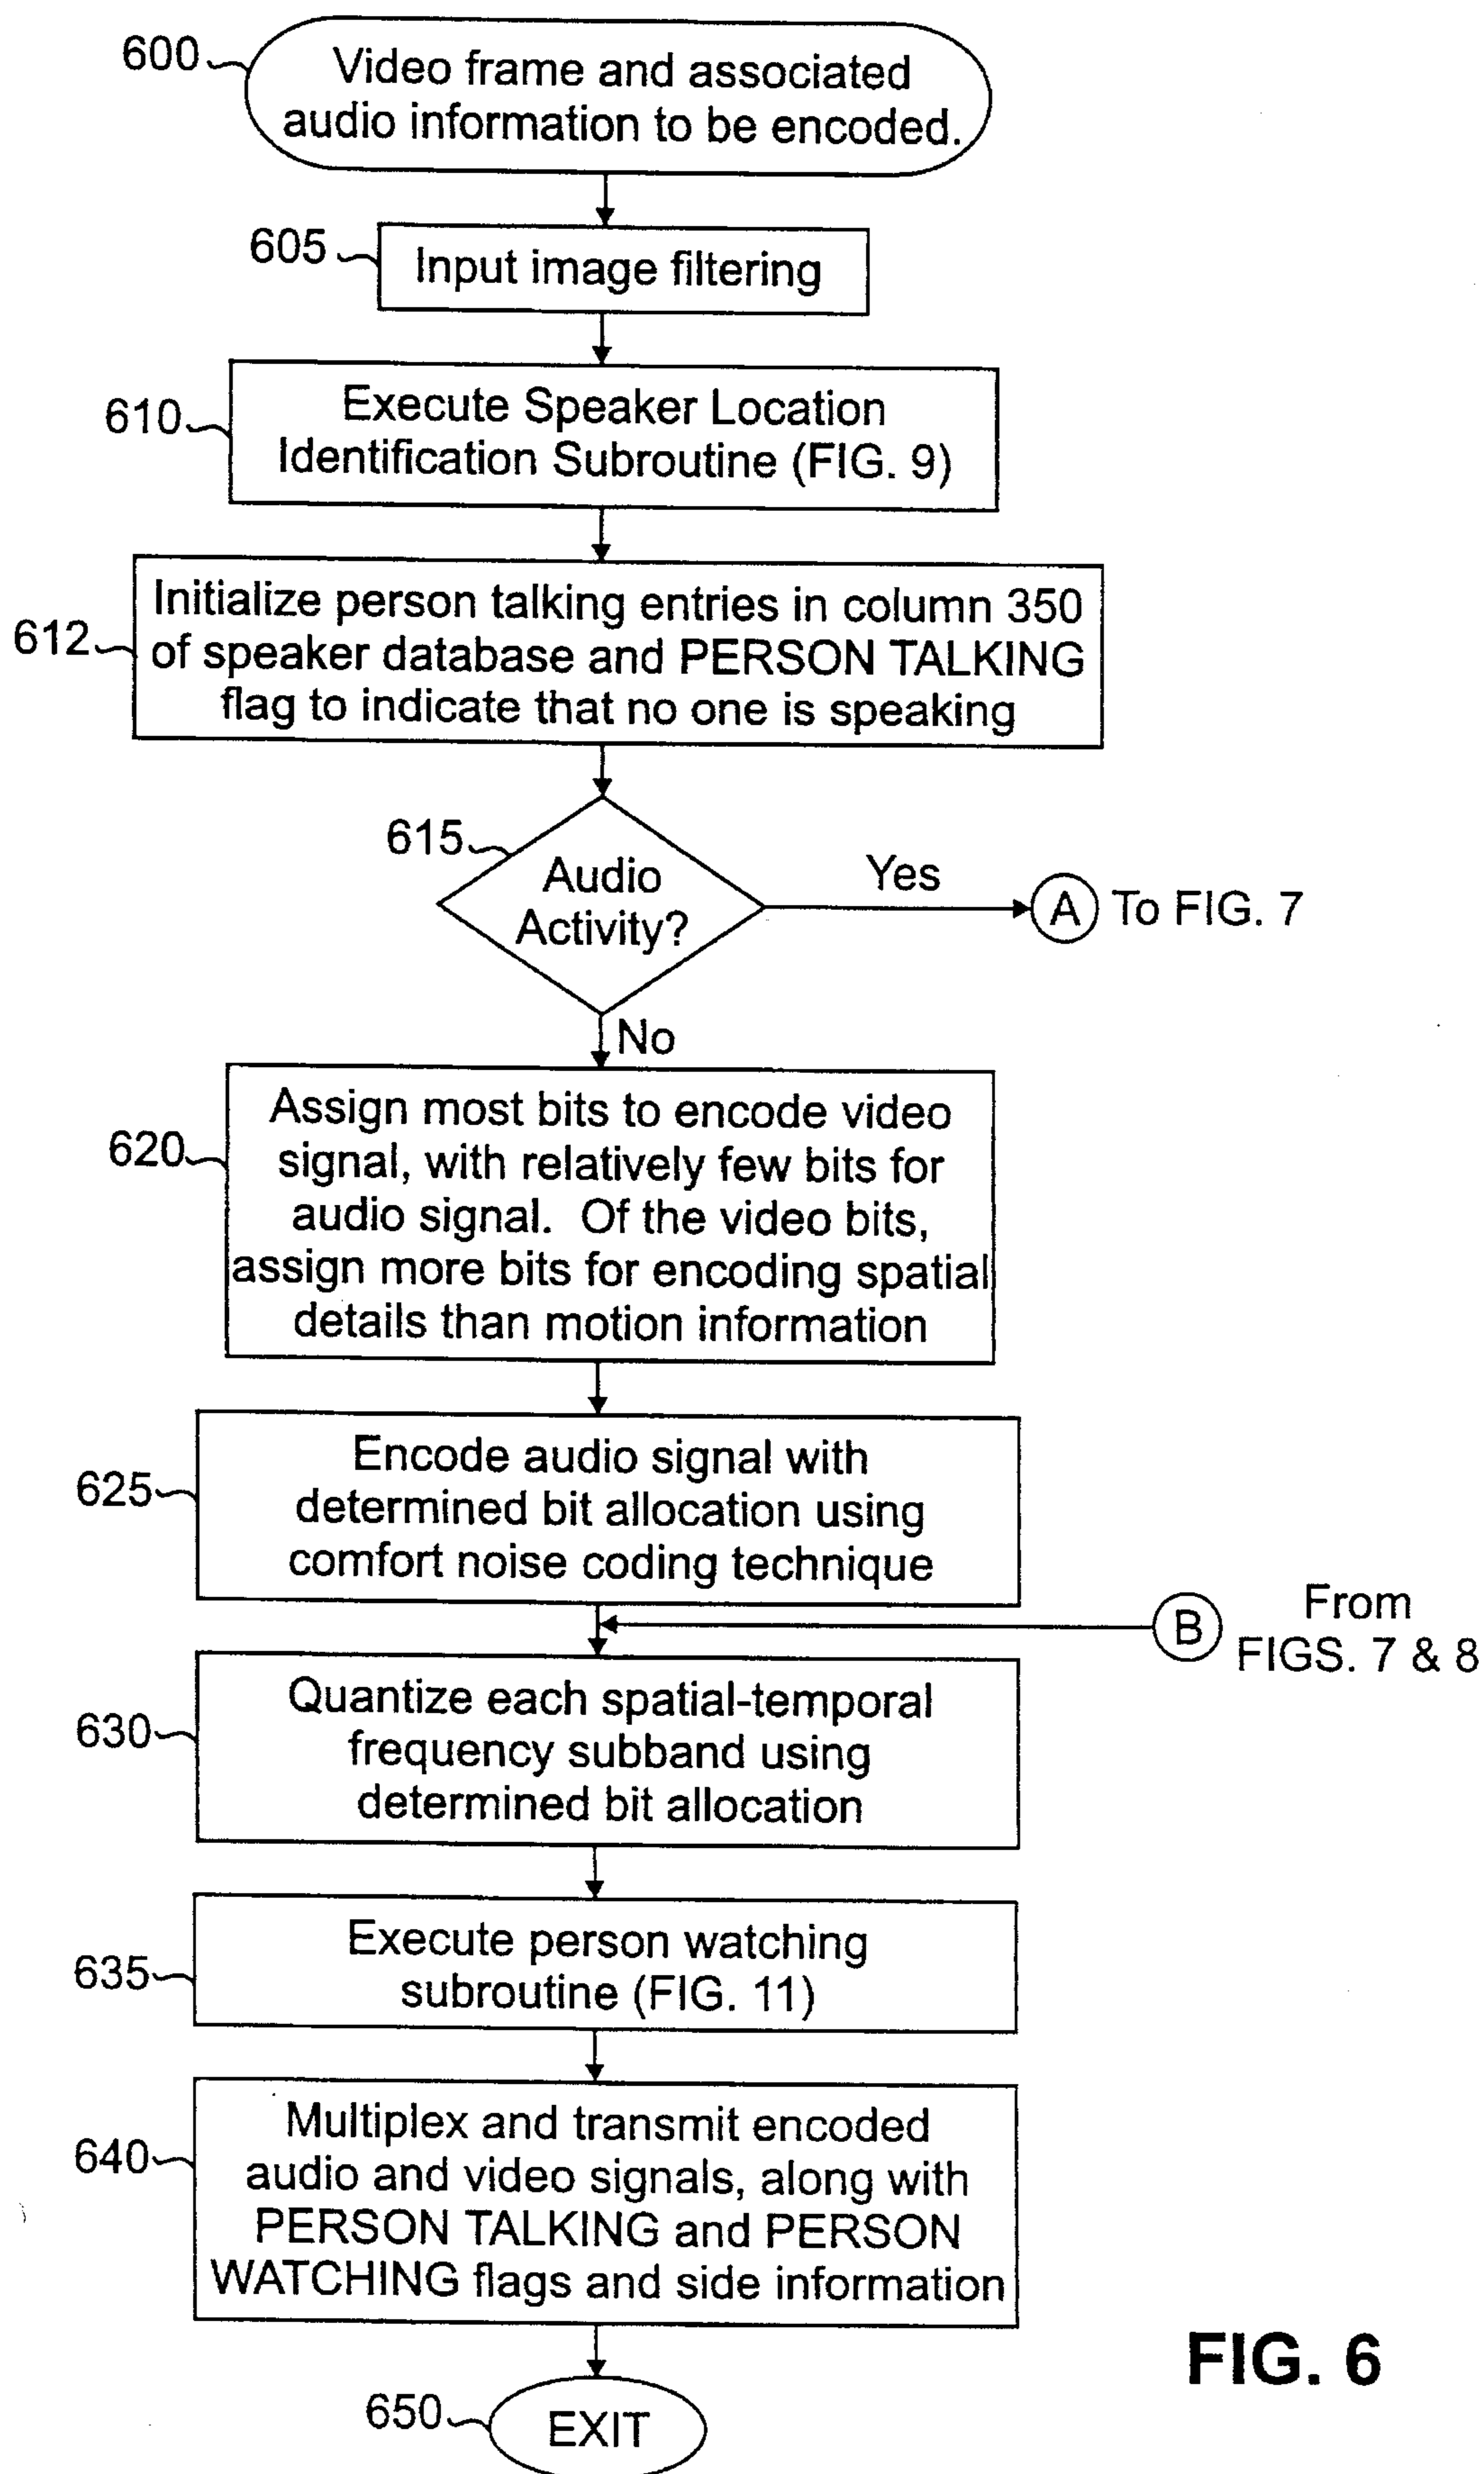 600
Video frame and associated
audio information to be encoded.
605
Input image filtering
610
Execute Speaker Location
Identification Subroutine (FIG. 9)
612
Initialize person talking entries in column 350
of speaker database and PERSON TALKING
flag to indicate that no one is speaking
615
Audio
Activity?
Yes
A
To FIG. 7
No
620
Assign most bits to encode video
signal, with relatively few bits for
audio signal. Of the video bits,
assign more bits for encoding spatial
details than motion information
625
Encode audio signal with
determined bit allocation using
comfort noise coding technique
B
From
FIGS. 7 & 8
630
Quantize each spatial-temporal
frequency subband using
determined bit allocation
635
Execute person watching
subroutine (FIG. 11)
640
Multiplex and transmit encoded
audio and video signals, along with
PERSON TALKING and PERSON
WATCHING flags and side information
650
EXIT
FIG. 6